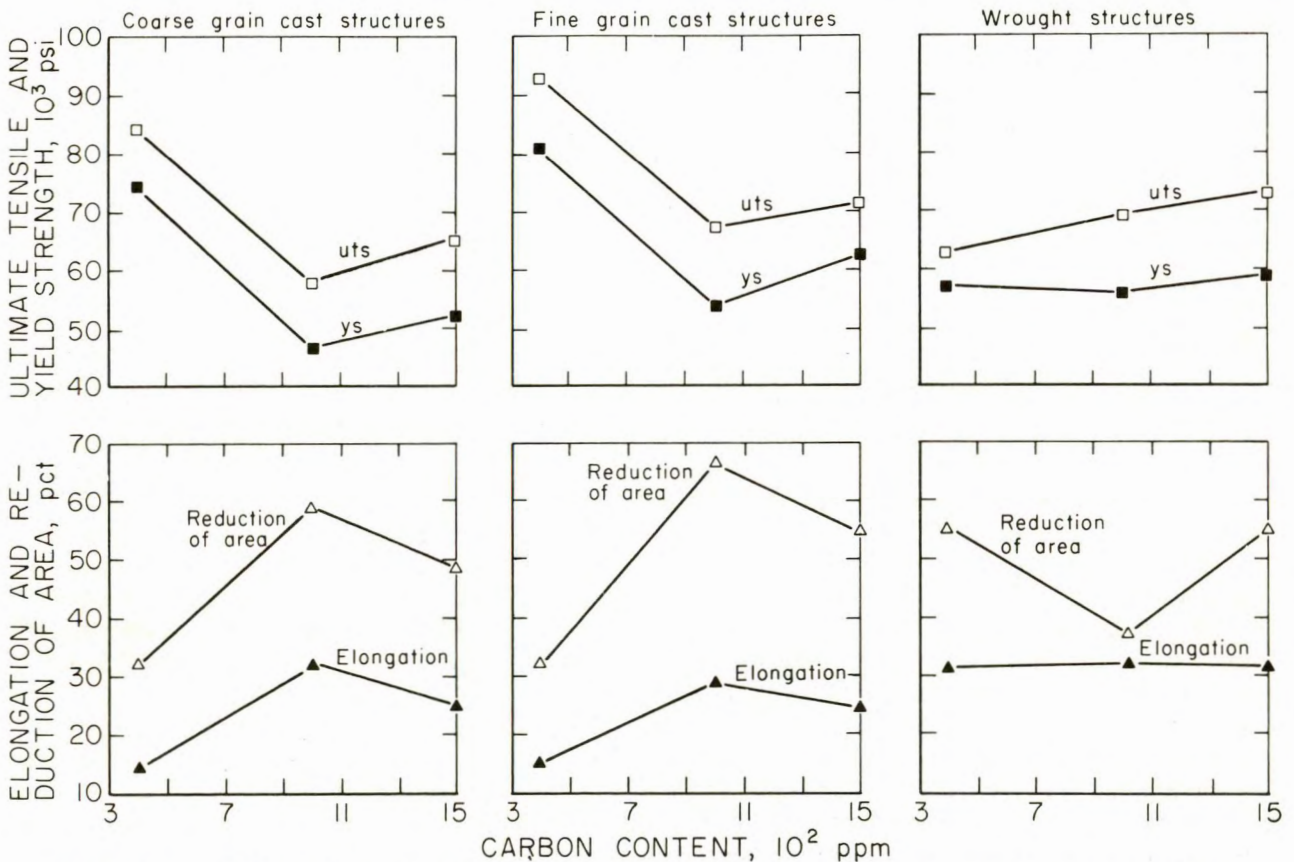 Coarse grain cast structures
Fine grain cast structures
Wrought structures
ULTIMATE TENSILE AND
YIELD STRENGTH, 10³ psi
100
90
80
70
60
50
40
uts
ys
uts
ys
uts
ys
ELONGATION AND RE-
DUCTION OF AREA, pct
70
60
50
40
30
20
10
Reduction
of area
Elongation
Reduction
of area
Elongation
Reduction
of area
Elongation
3 7 11 15
3 7 11 15
3 7 11 15
CARBON CONTENT, 10² ppm